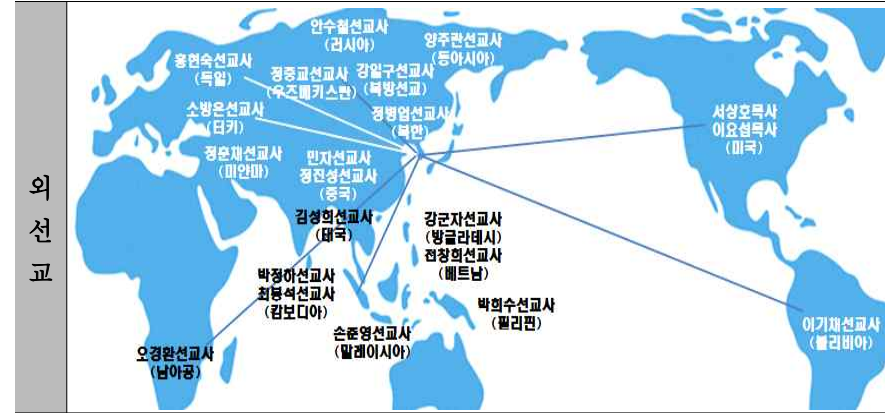 외
선
교
안수철선교사
(러시아)
양주란선교사
(동아시아)
홍현숙선교사
(독일)
정중교선교사
(우즈베키스탄)
강일구선교사
(북방선교)
소방은선교사
(터키)
정병업선교사
(북한)
서상호목사
이요섭목사
(미국)
정훈채선교사
(미얀마)
민자선교사
정진성선교사
(중국)
김성희선교사
(태국)
강군자선교사
(방글라데시)
전창희선교사
(베트남)
박정하선교사
최봉석선교사
(캄보디아)
박희수선교사
(필리핀)
손준영선교사
(말레이시아)
이기채선교사
(볼리비아)
오경환선교사
(남아공)